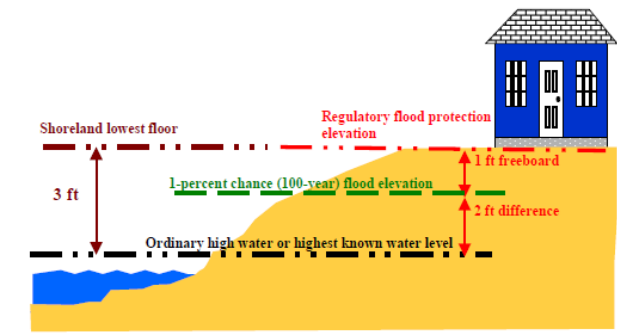 Regulatory flood protection
elevation
Shoreland lowest floor
1 ft freeboard
3 ft
1-percent chance (100-year) flood elevation
2 ft difference
Ordinary high water or highest known water level